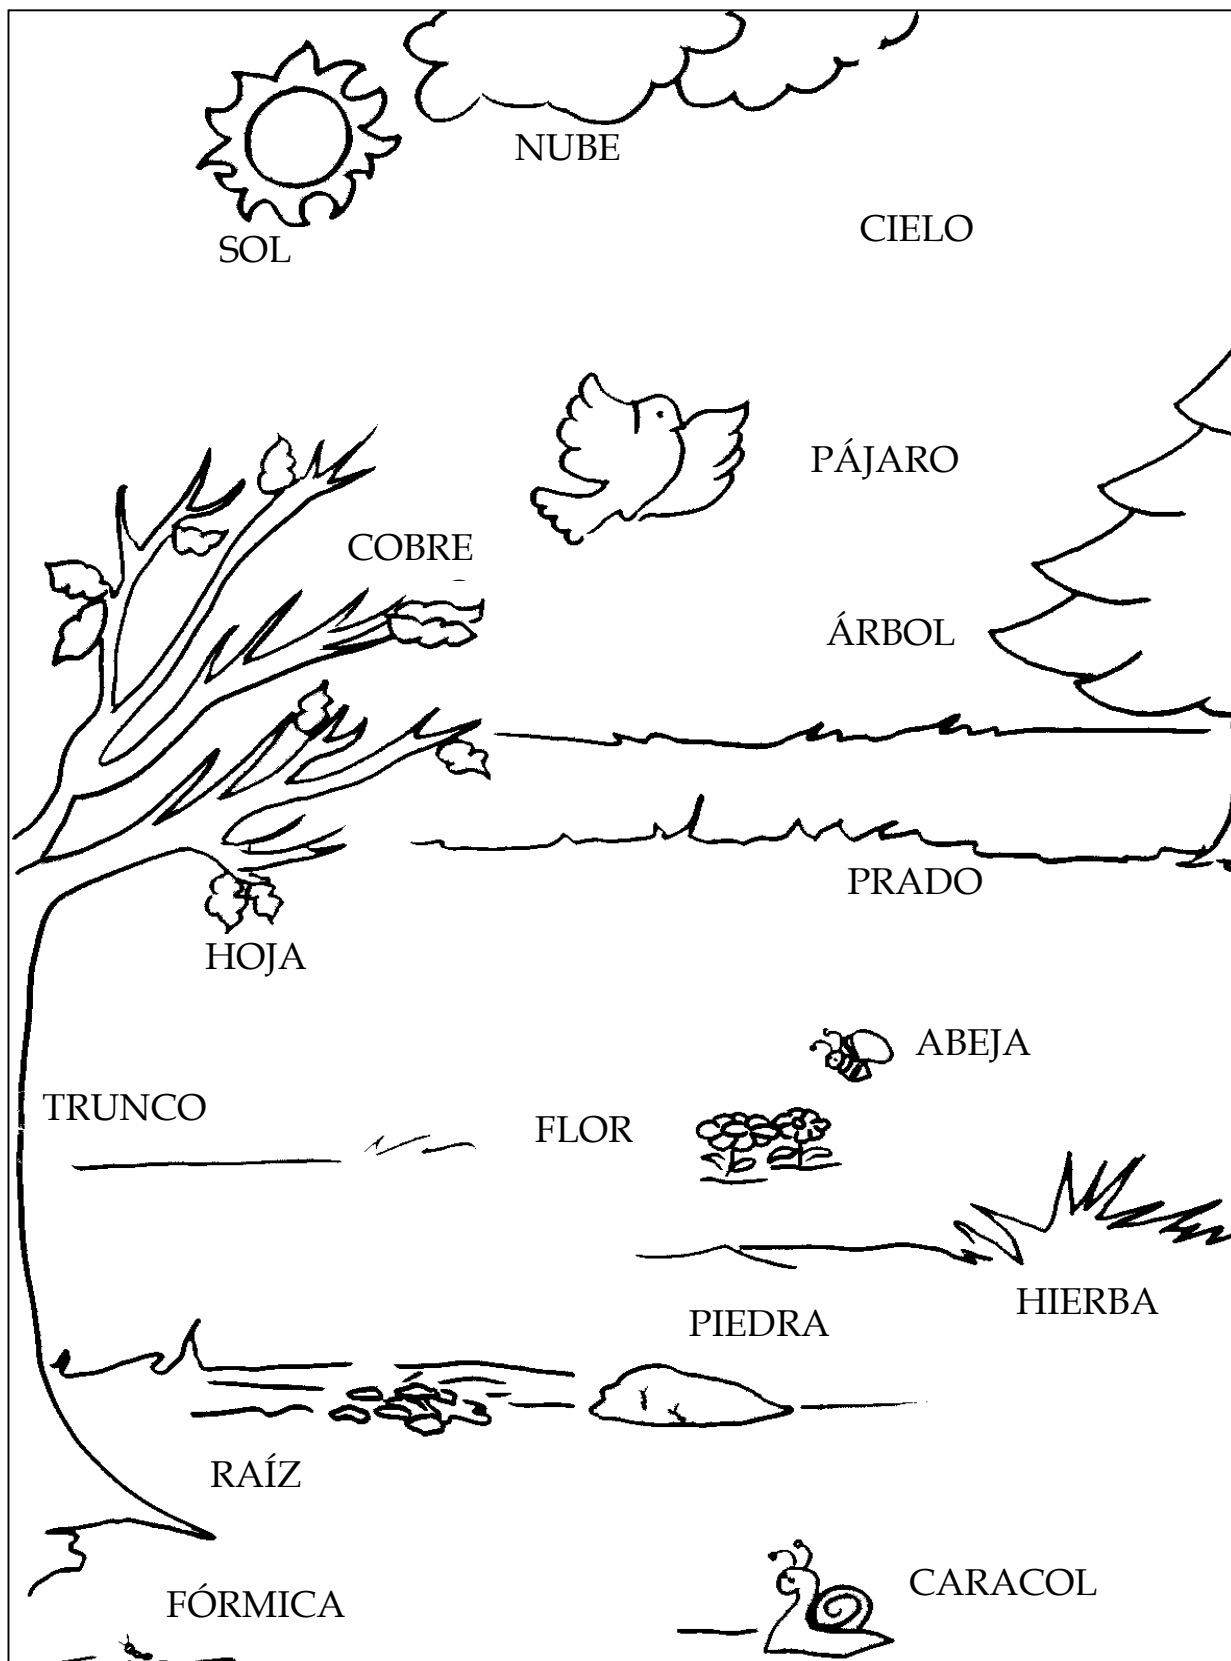 NUBE
CIELO
SOL
PÁJARO
COBRE
ÁRBOL
PRADO
HOJA
ABEJA
TRUNCO
FLOR
HIERBA
PIEDRA
RAÍZ
CARACOL
FÓRMICA